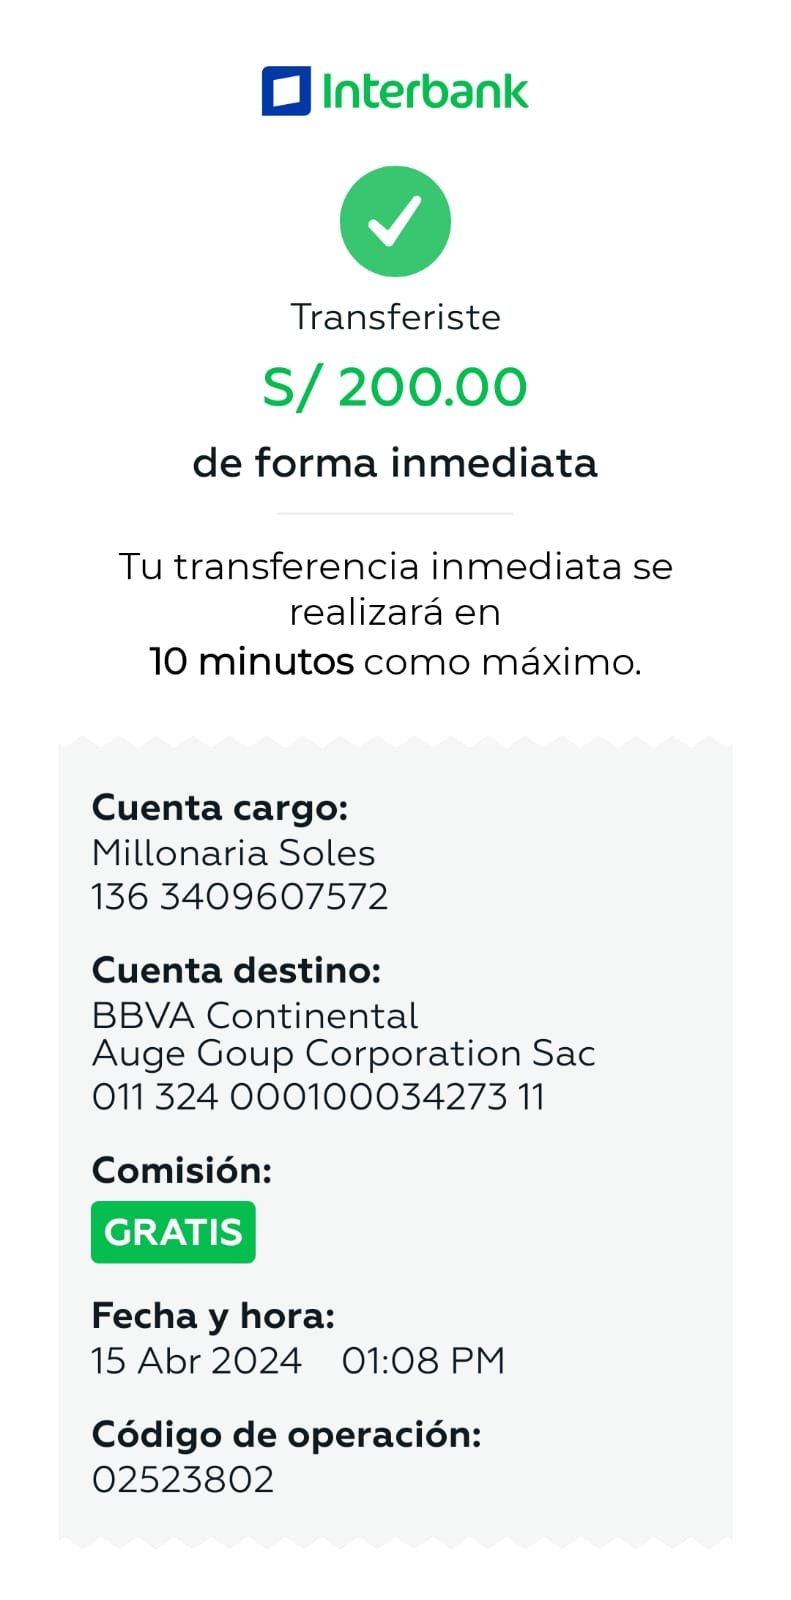 Interbank
Transferiste
S/ 200.00
de forma inmediata
Tu transferencia inmediata se
realizará en
10 minutos como máximo.
Cuenta cargo:
Millonaria Soles
136 3409607572
Cuenta destino:
BBVA Continental
Auge Goup Corporation Sac
011 324 000100034273 11
Comisión:
GRATIS
Fecha y hora:
15 Abr 2024 01:08 PM
Código de operación:
02523802